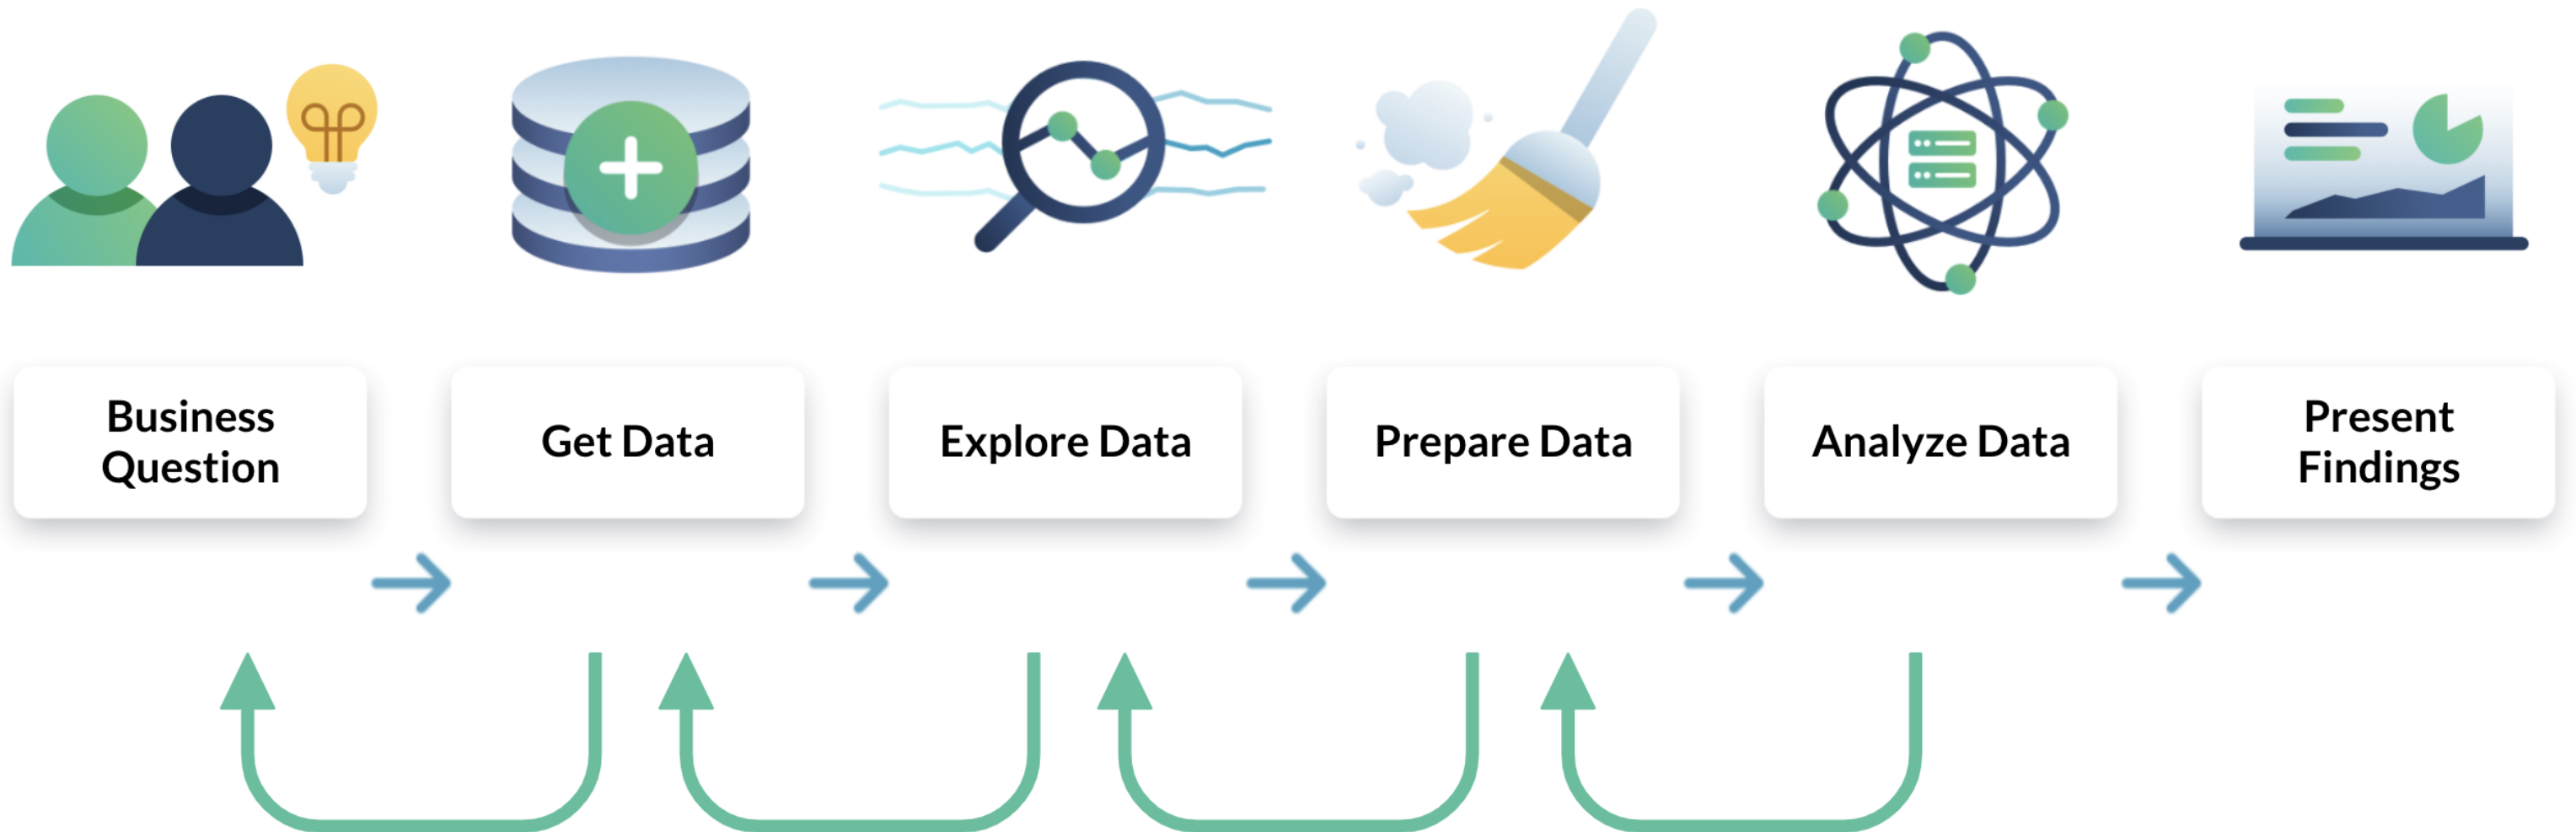 Business
Question
Get Data
Explore Data
Prepare Data
Analyze Data
Present
Findings